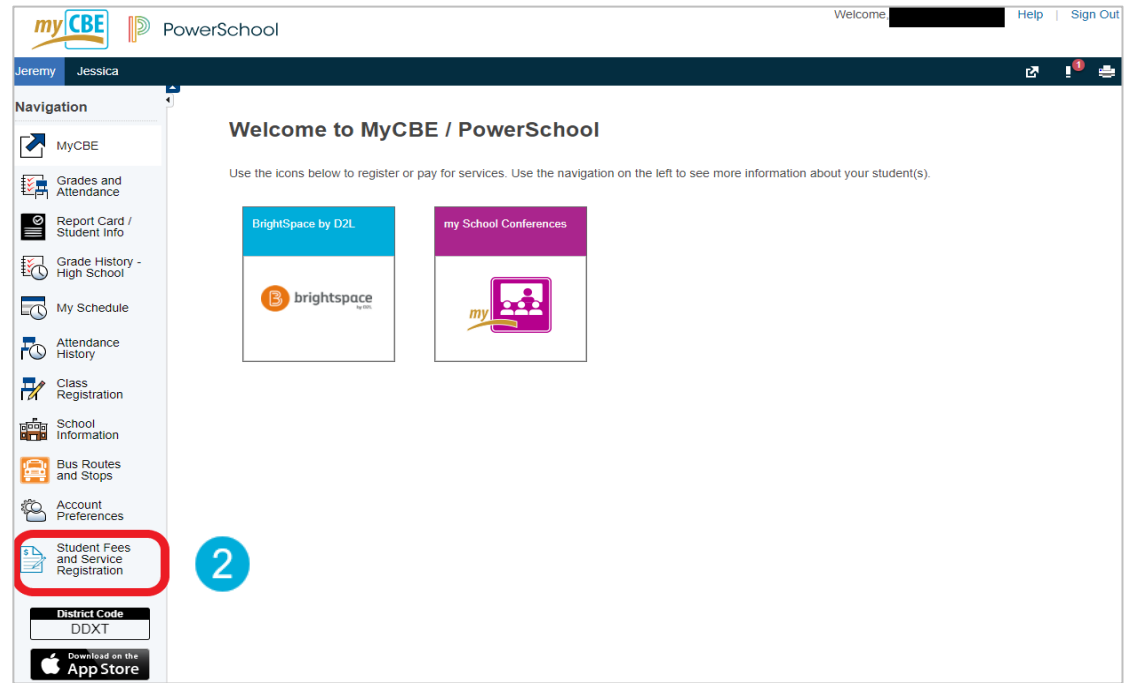 my CBE PowerSchool
Welcome,
Help | Sign Out
Jeremy Jessica
1
Navigation
MyCBE
Grades and
Attendance
Report Card /
Student Info
Grade History -
High School
My Schedule
Attendance
History
Class
Registration
School
Information
Bus Routes
and Stops
Account
Preferences
Student Fees
and Service
Registration
2
District Code
DDXT
Download on the
App Store
Welcome to MyCBE / PowerSchool
Use the icons below to register or pay for services. Use the navigation on the left to see more information about your student(s).
BrightSpace by D2L
B brightspace
by D2L
my School Conferences
my